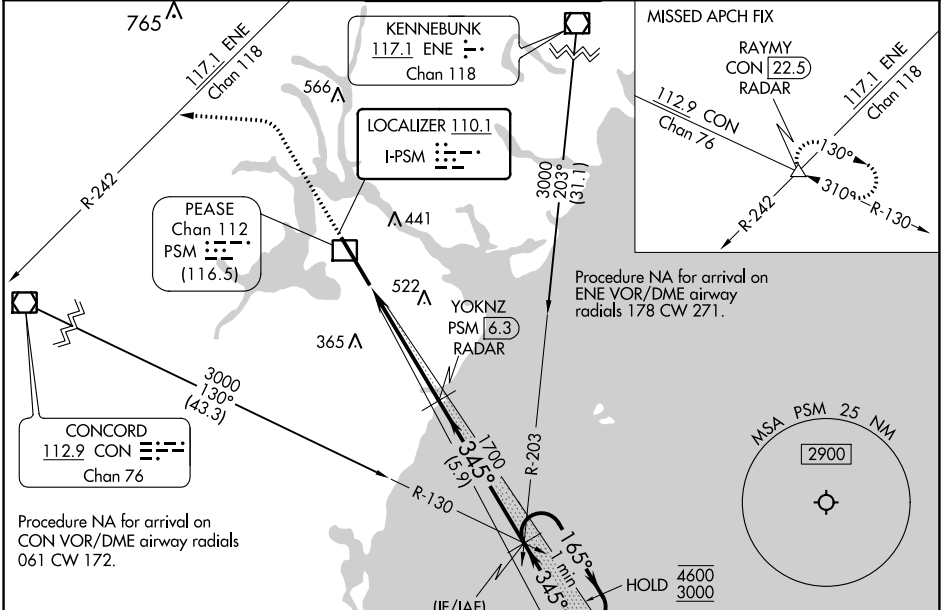 765
117.1 ENE
Chan 118
R-242
KENNEBUNK
117.1 ENE
Chan 118
566
LOCALIZER 110.1
I-PSM
PEASE
Chan 112
PSM
(116.5)
441
522
365
YOKNZ
PSM 6.3
RADAR
3000
203°
(31.1)
R-203
3000
130°
(43.3)
R-130
CONCORD
112.9 CON
Chan 76
Procedure NA for arrival on
CON VOR/DME airway radials
061 CW 172.
1700
345°
(5.9)
165°
1 min
345°
HOLD
4600
3000
(IF/IAF)
MISSED APCH FIX
RAYMY
CON 22.5
RADAR
117.1 ENE
Chan 118
112.9 CON
Chan 76
130°
310°
R-130
R-242
Procedure NA for arrival on
ENE VOR/DME airway
radials 178 CW 271.
MSA PSM 25 NM
2900